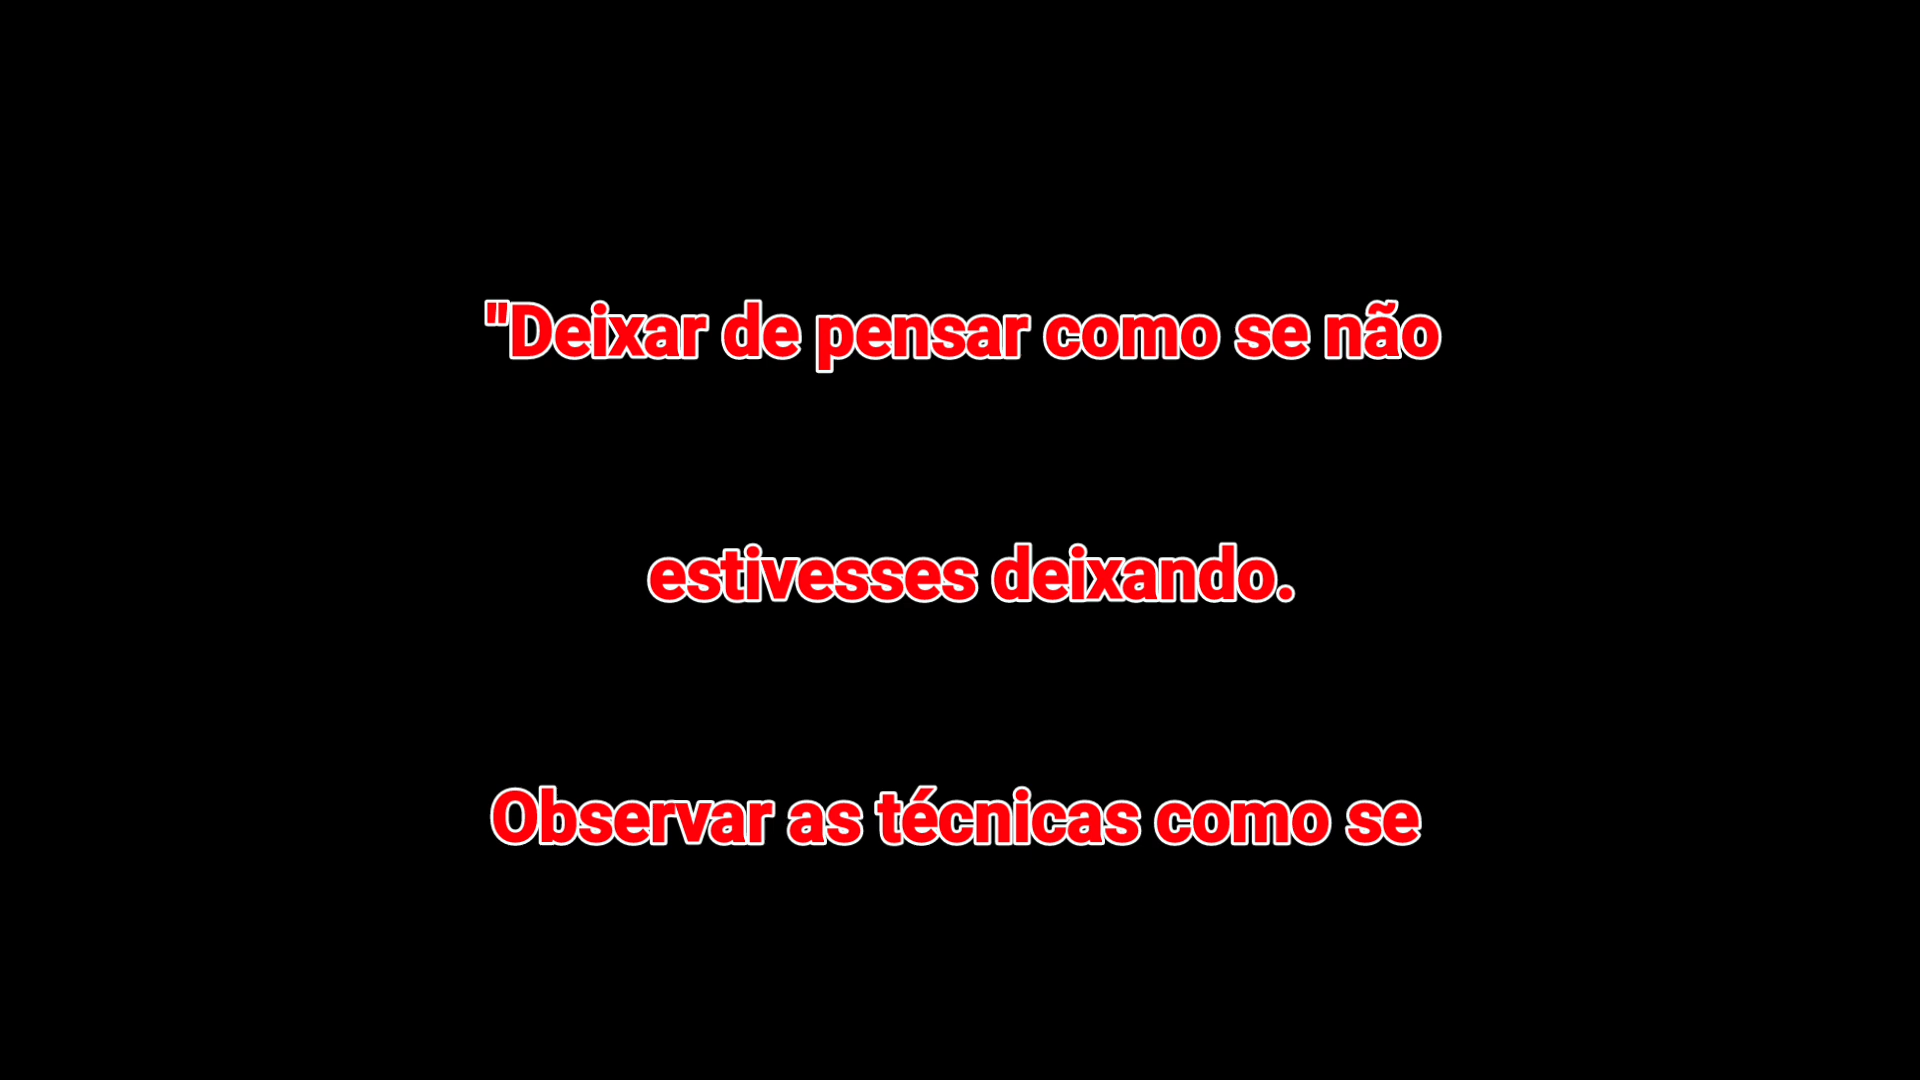 "Deixar de pensar como se não
estivesses deixando.
Observar as técnicas como se